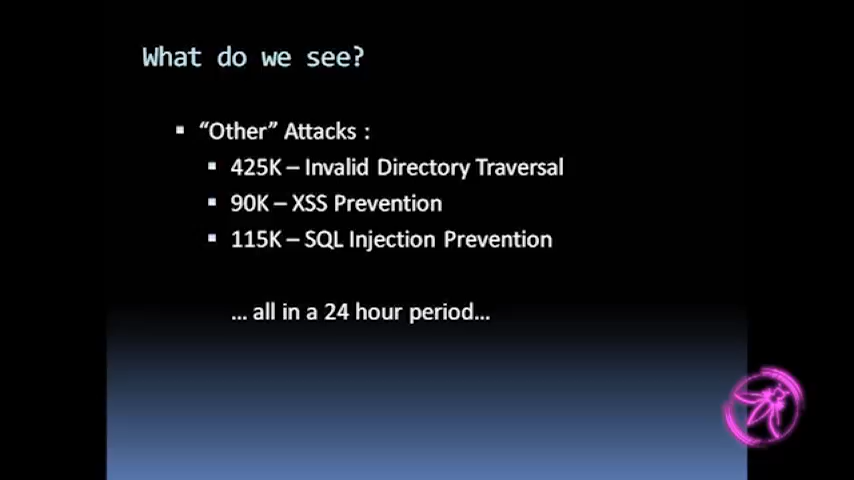 What do we see?
▪ “Other” Attacks :
▪ 425K – Invalid Directory Traversal
▪ 90K – XSS Prevention
▪ 115K – SQL Injection Prevention
... all in a 24 hour period...